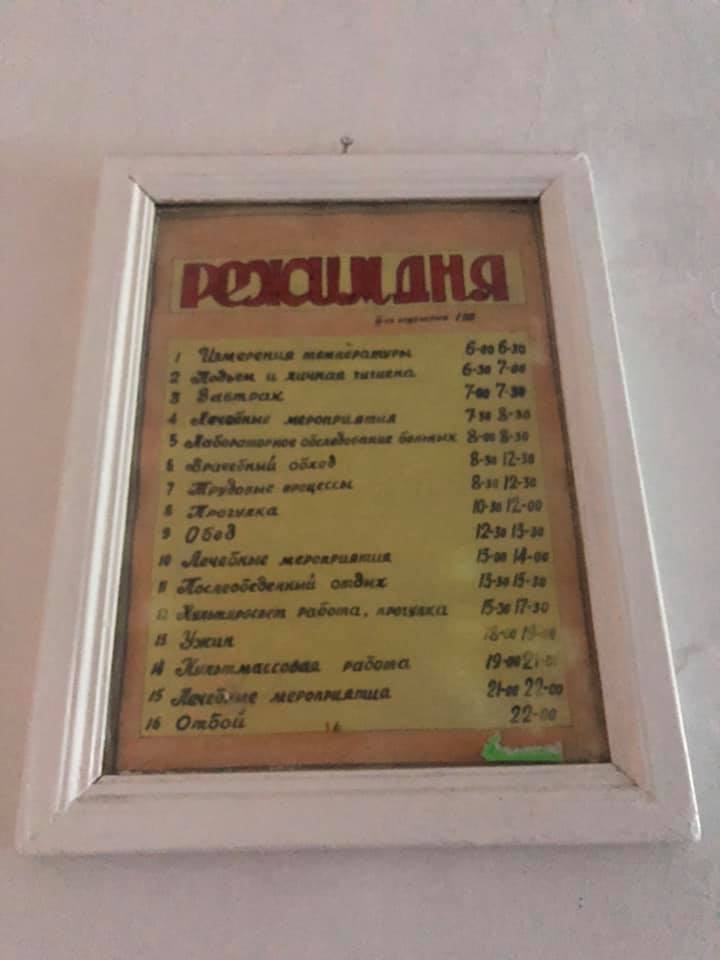 РЕЖИМ ДНЯ
1 Измерения температуры 6-00 6-30
2 Подъем и личная гигиена 6-30 7-00
3 Завтрак 7-00 7-30
4 Лечебные мероприятия 7-30 8-30
5 Лабораторное обследование больных 8-00 8-30
6 Врачебный обход 8-30 12-30
7 Трудовые процессы 8-30 12-30
8 Прогулка 10-30 12-00
9 Обед 12-30 13-30
10 Лечебные мероприятия 13-00 14-00
11 Послеобеденный отдых 13-30 15-30
12 Культпросвет работа, прогулка 15-30 17-30
13 Ужин 18-00 19-00
14 Культмассовая работа 19-00 21-00
15 Лечебные мероприятия 21-00 22-00
16 Отбой 22-00